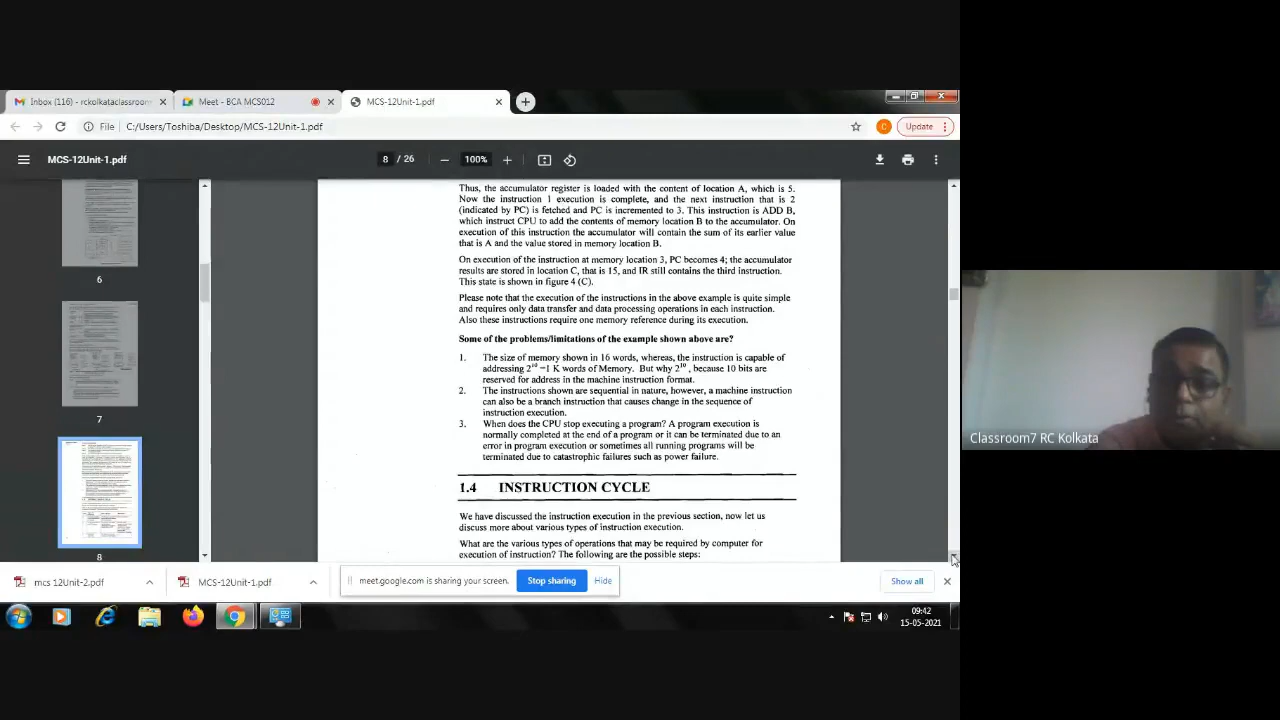 Inbox (116) - rckolkataclassroom
Meet - BCA MCS012
MCS-12Unit-1.pdf
File
C:/Users/Toshiba/Desktop/MCS-12Unit-1.pdf
C
Update
MCS-12Unit-1.pdf
8 / 26
100%
Thus, the accumulator register is loaded with the content of location A, which is 5.
Now the instruction 1 execution is complete, and the next instruction that is 2
(indicated by PC) is fetched and PC is incremented to 3. This instruction is ADD B,
which instruct CPU to add the contents of memory location B to the accumulator. On
execution of this instruction the accumulator will contain the sum of its earlier value
that is A and the value stored in memory location B.
On execution of the instruction at memory location 3, PC becomes 4; the accumulator
results are stored in location C, that is 15, and IR still contains the third instruction.
This state is shown in figure 4 (C).
Please note that the execution of the instructions in the above example is quite simple
and requires only data transfer and data processing operations in each instruction.
Also these instructions require one memory reference during its execution.
Some of the problems/limitations of the example shown above are?
1. The size of memory shown in 16 words, whereas, the instruction is capable of
addressing 2¹⁰ =1 K words of Memory. But why 2¹⁰, because 10 bits are
reserved for address in the machine instruction format.
2. The instructions shown are sequential in nature, however, a machine instruction
can also be a branch instruction that causes change in the sequence of
instruction execution.
3. When does the CPU stop executing a program? A program execution is
normally completed at the end of a program or it can be terminated due to an
error in program execution or sometimes all running programs will be
terminated due to catastrophic failures such as power failure.
1.4 INSTRUCTION CYCLE
We have discussed the instruction execution in the previous section, now let us
discuss more about various types of instruction execution.
What are the various types of operations that may be required by computer for
execution of instruction? The following are the possible steps:
6
7
8
Classroom7 RC Kolkata
mcs 12Unit-2.pdf
MCS-12Unit-1.pdf
meet.google.com is sharing your screen.
Stop sharing
Hide
Show all
09:42
15-05-2021